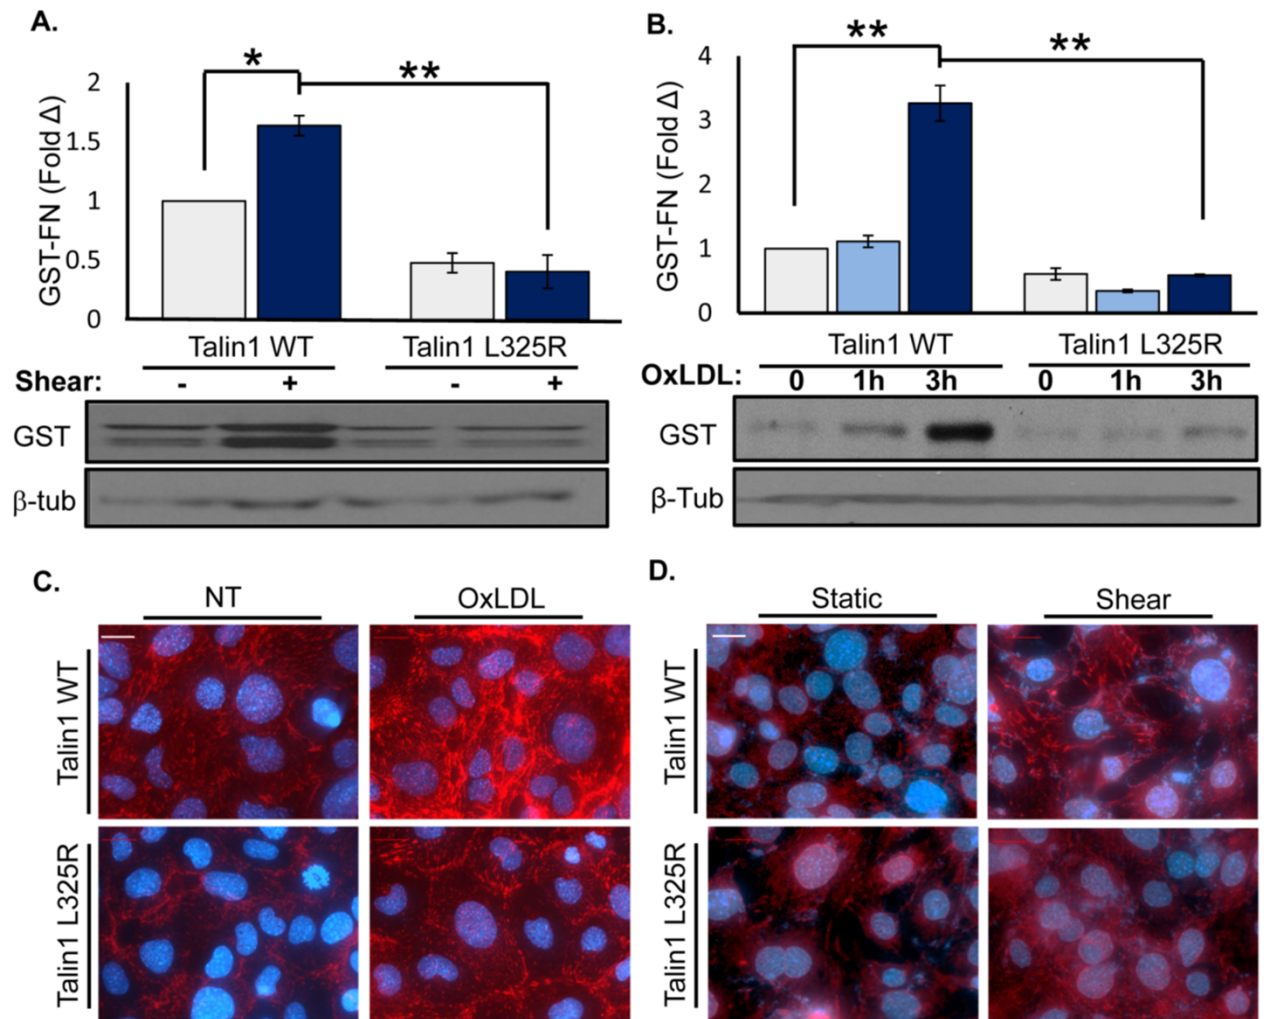 A.
*
**
GST-FN (Fold Δ)
2
1.5
1
0.5
0
Talin1 WT
Talin1 L325R
Shear: - + - +
GST
β-tub
B.
**
**
GST-FN (Fold Δ)
4
3
2
1
0
Talin1 WT
Talin1 L325R
OxLDL: 0 1h 3h 0 1h 3h
GST
β-Tub
C.
NT
OxLDL
Talin1 WT
Talin1 L325R
D.
Static
Shear
Talin1 WT
Talin1 L325R